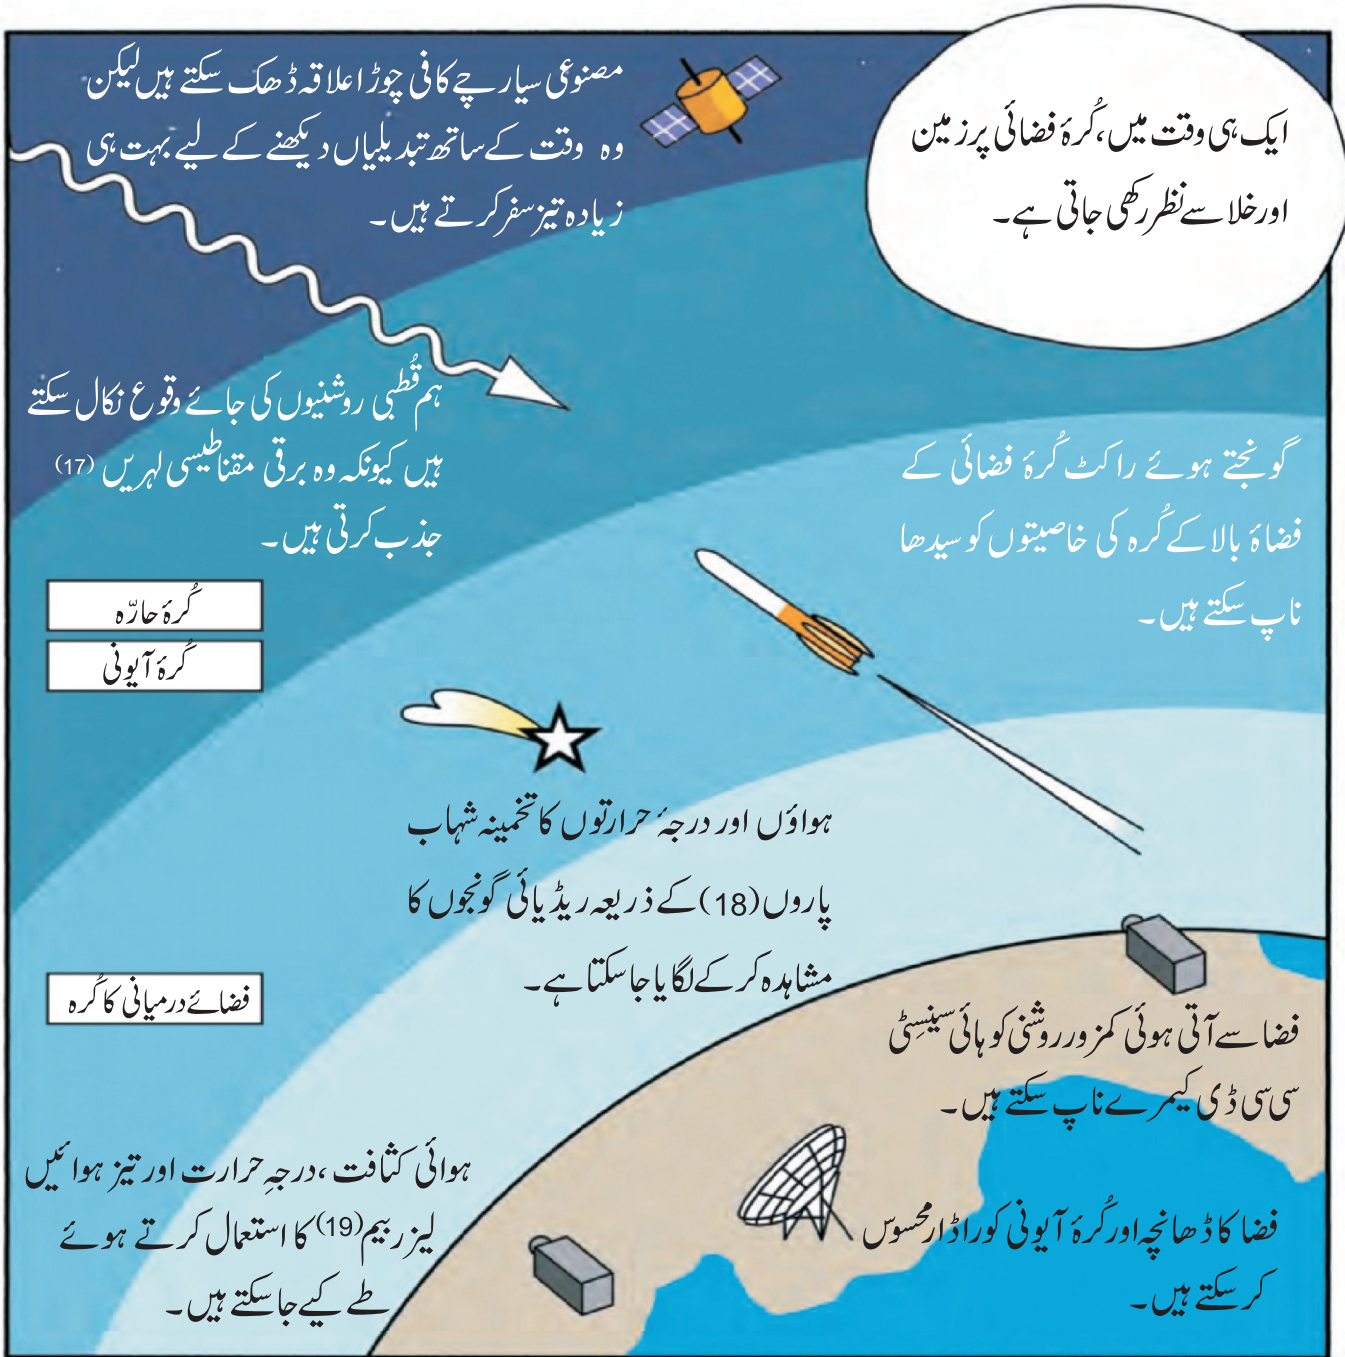 ایک ہی وقت میں، کُرۂ فضائی پر زمین
اور خلا سے نظر رکھی جاتی ہے۔
مصنوعی سیارچے کافی چوڑا علاقہ ڈھک سکتے ہیں لیکن
وہ وقت کے ساتھ تبدیلیاں دیکھنے کے لیے بہت ہی
زیادہ تیز سفر کرتے ہیں۔
ہم قُطبی روشنیوں کی جائے وقوع نکال سکتے
ہیں کیونکہ وہ برقی مقناطیسی لہریں (17)
جذب کرتی ہیں۔
گونجتے ہوئے راکٹ کُرۂ فضائی کے
فضاۂ بالا کے کُرہ کی خاصیتوں کو سیدھا
ناپ سکتے ہیں۔
کُرۂ حارّہ
کُرۂ آیونی
ہواؤں اور درجۂ حرارتوں کا تخمینہ شہاب
پاروں (18) کے ذریعہ ریڈیائی گونجوں کا
مشاہدہ کر کے لگایا جا سکتا ہے۔
فضائے درمیانی کا کُرہ
فضا سے آتی ہوئی کمزور روشنی کو ہائی سینسِٹی
سی سی ڈی کیمرے ناپ سکتے ہیں۔
ہوائی کثافت، درجہِ حرارت اور تیز ہوائیں
لیزر بیم (19) کا استعمال کرتے ہوئے
طے کیے جا سکتے ہیں۔
فضا کا ڈھانچہ اور کُرۂ آیونی کو راڈار محسوس
کر سکتے ہیں۔